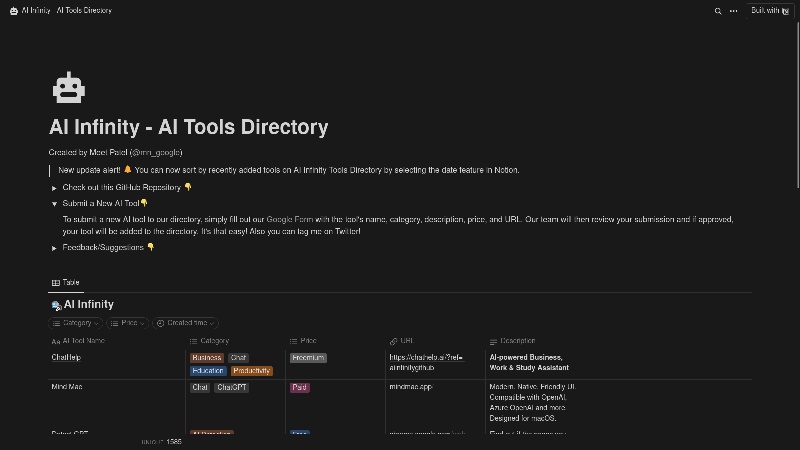 AI Infinity - AI Tools Directory
Built with
AI Infinity - AI Tools Directory
Created by Meet Patel (@mn_google)
New update alert! 🔔 You can now sort by recently added tools on AI Infinity Tools Directory by selecting the date feature in Notion.
Check out this GitHub Repository 👇
Submit a New AI Tool👇
To submit a new AI tool to our directory, simply fill out our Google Form with the tool's name, category, description, price, and URL. Our team will then review your submission and if approved,
your tool will be added to the directory. It's that easy! Also you can tag me on Twitter!
Feedback/Suggestions 👇
Table
AI Infinity
Category Price Created time
Aa AI Tool Name Category Price URL Description
ChatHelp Business Chat Freemium https://chathelp.ai/?ref= AI-powered Business,
Education Productivity aiinfinitygithub Work & Study Assistant
Mind Mac Chat ChatGPT Paid mindmac.app Modern, Native, Friendly UI.
Compatible with OpenAI,
Azure OpenAI and more.
Designed for macOS.
UNIQUE 1585